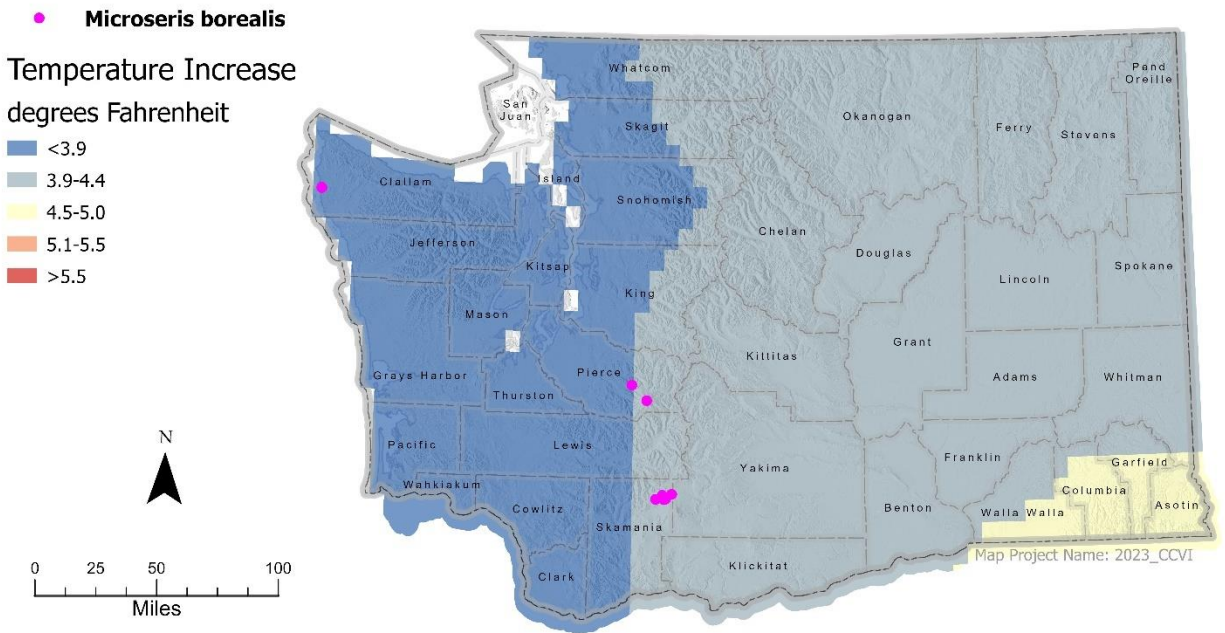 Microseris borealis
Temperature Increase
degrees Fahrenheit
<3.9
3.9-4.4
4.5-5.0
5.1-5.5
>5.5
N
0 25 50 100
Miles
Whatcom
San
Juan
Skagit
Island
Clallam
Snohomish
Jefferson
Kitsap
King
Mason
Grays Harbor
Pierce
Thurston
Pacific
Lewis
Wahkiakum
Cowlitz
Skamania
Clark
Okanogan
Ferry
Stevens
Pand
Oreille
Chelan
Douglas
Lincoln
Spokane
Kittitas
Grant
Adams
Whitman
Yakima
Franklin
Garfield
Columbia
Benton
Walla Walla
Asotin
Klickitat
Map Project Name: 2023_CCVI